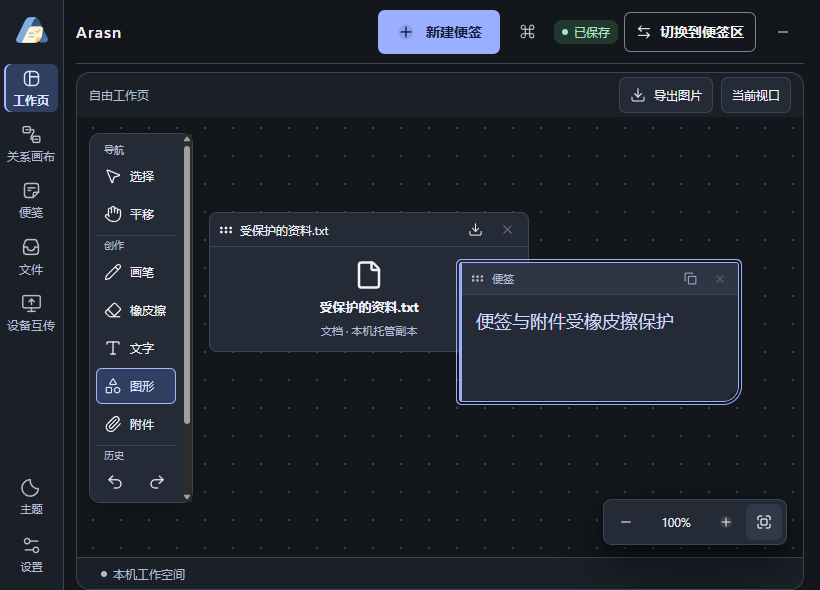 Arasn
新建便签
已保存
切换到便签区
工作页
关系画布
便笺
文件
设备互传
主题
设置
自由工作页
导出图片
当前视口
导航
选择
平移
创作
画笔
橡皮擦
文字
图形
附件
历史
受保护的资料.txt
受保护的资料.txt
文档 · 本机托管副本
便签
便签与附件受橡皮擦保护
100%
本机工作空间